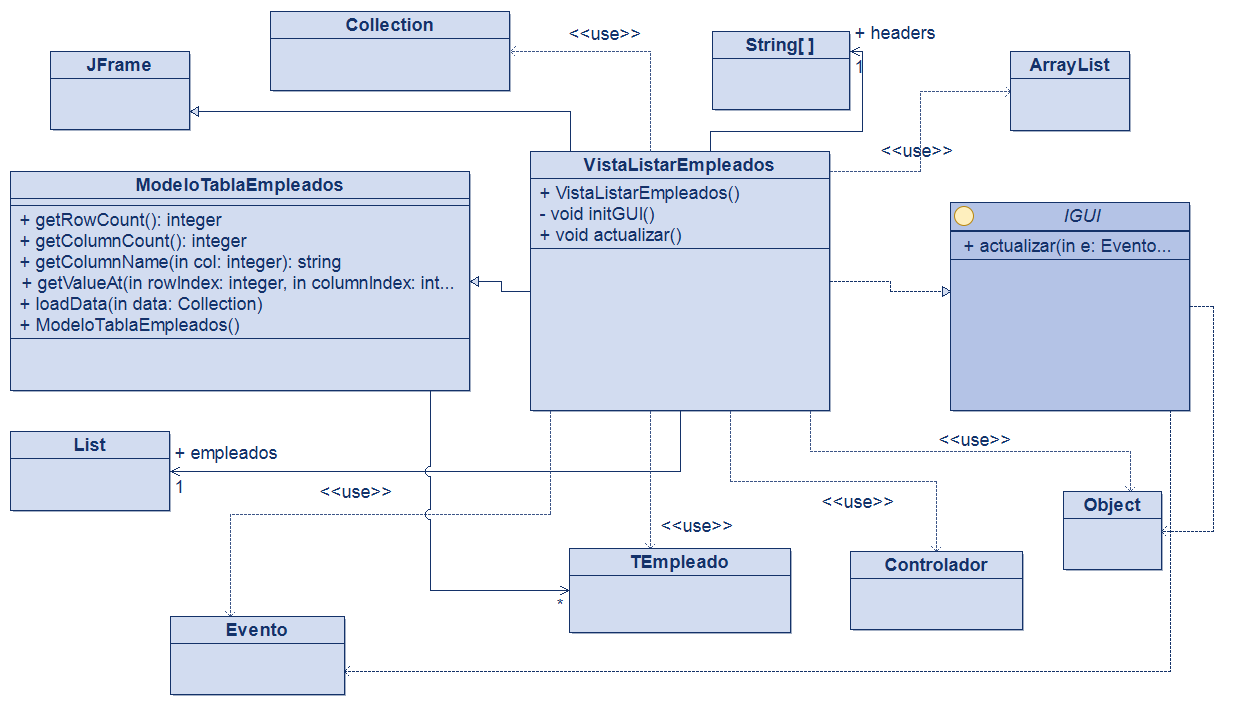 Collection
<<use>>
String[ ]
+ headers
1
JFrame
ArrayList
<<use>>
VistaListarEmpleados
+ VistaListarEmpleados()
- void initGUI()
+ void actualizar()
ModeloTablaEmpleados
+ getRowCount(): integer
+ getColumnCount(): integer
+ getColumnName(in col: integer): string
+ getValueAt(in rowIndex: integer, in columnIndex: int...
+ loadData(in data: Collection)
+ ModeloTablaEmpleados()
IGUI
+ actualizar(in e: Evento...
List
+ empleados
1
<<use>>
<<use>>
<<use>>
<<use>>
Object
TEmpleado
*
Controlador
Evento